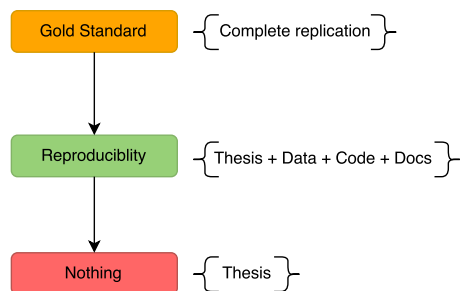 Gold Standard
Complete replication
Reproduciblity
Thesis + Data + Code + Docs
Nothing
Thesis